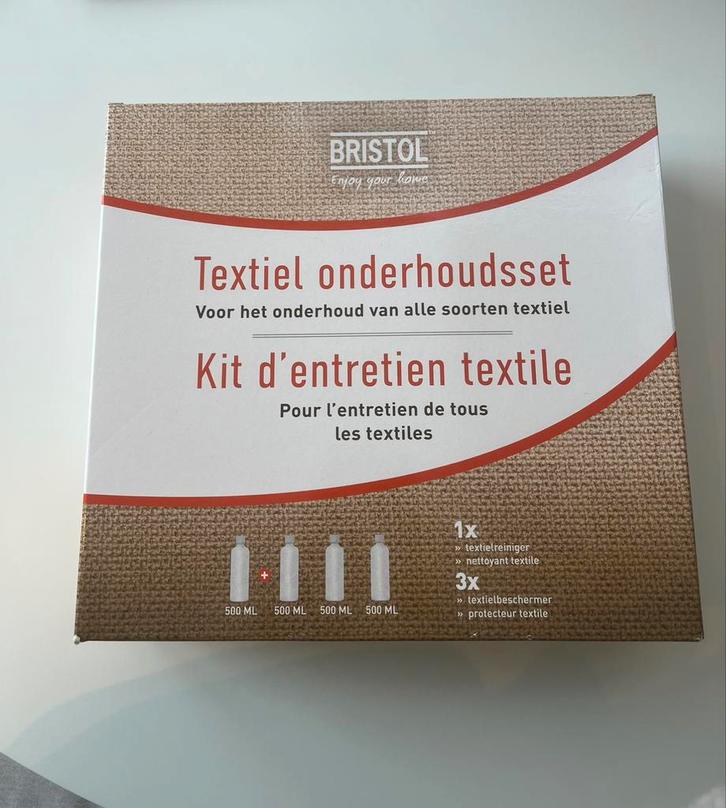 BRISTOL
Enjoy your home
Textiel onderhoudsset
Voor het onderhoud van alle soorten textiel
Kit d'entretien textile
Pour l'entretien de tous
les textiles
1x
» textielreiniger
» nettoyant textile
3x
» textielbeschermer
» protecteur textile
+
500 ML 500 ML 500 ML 500 ML